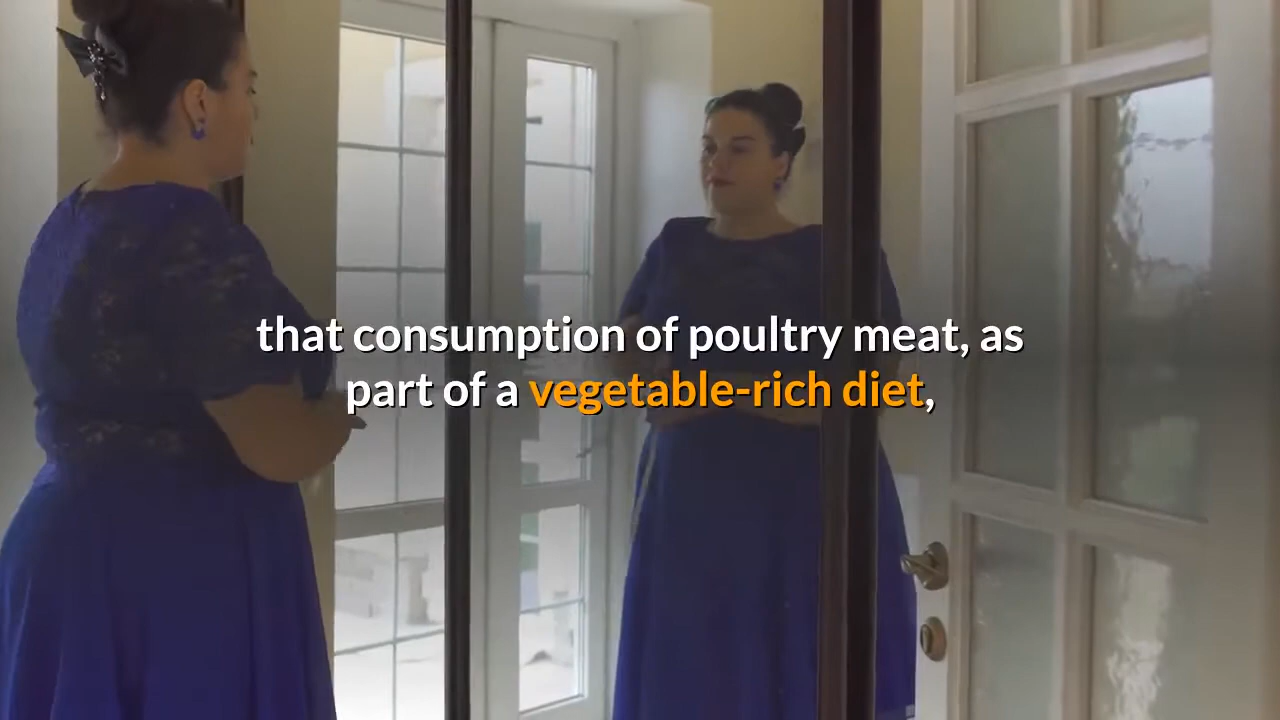 that consumption of poultry meat, as
part of a vegetable-rich diet,